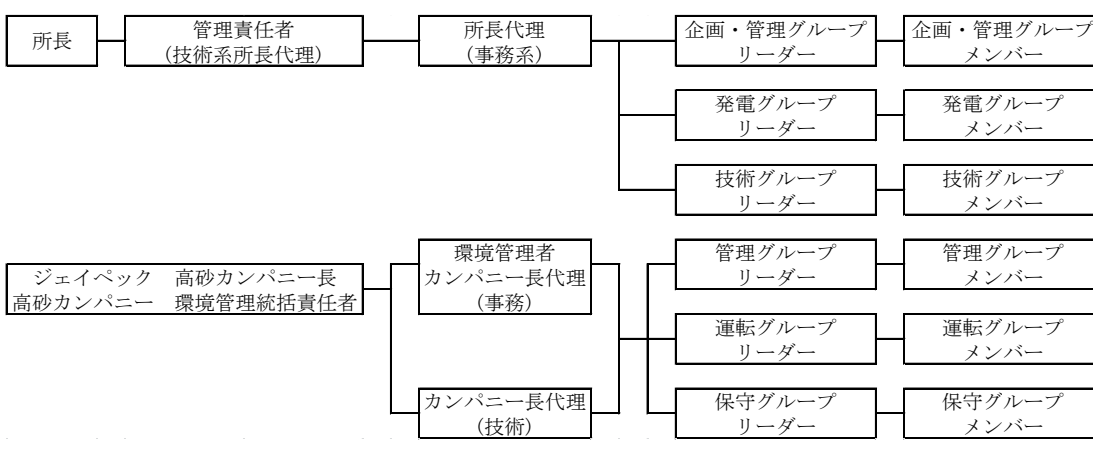 所長
管理責任者
(技術系所長代理)
所長代理
(事務系)
企画・管理グループ
リーダー
企画・管理グループ
メンバー
発電グループ
リーダー
発電グループ
メンバー
技術グループ
リーダー
技術グループ
メンバー
ジェイペック　高砂カンパニー長
高砂カンパニー　環境管理統括責任者
環境管理者
カンパニー長代理
(事務)
カンパニー長代理
(技術)
管理グループ
リーダー
管理グループ
メンバー
運転グループ
リーダー
運転グループ
メンバー
保守グループ
リーダー
保守グループ
メンバー